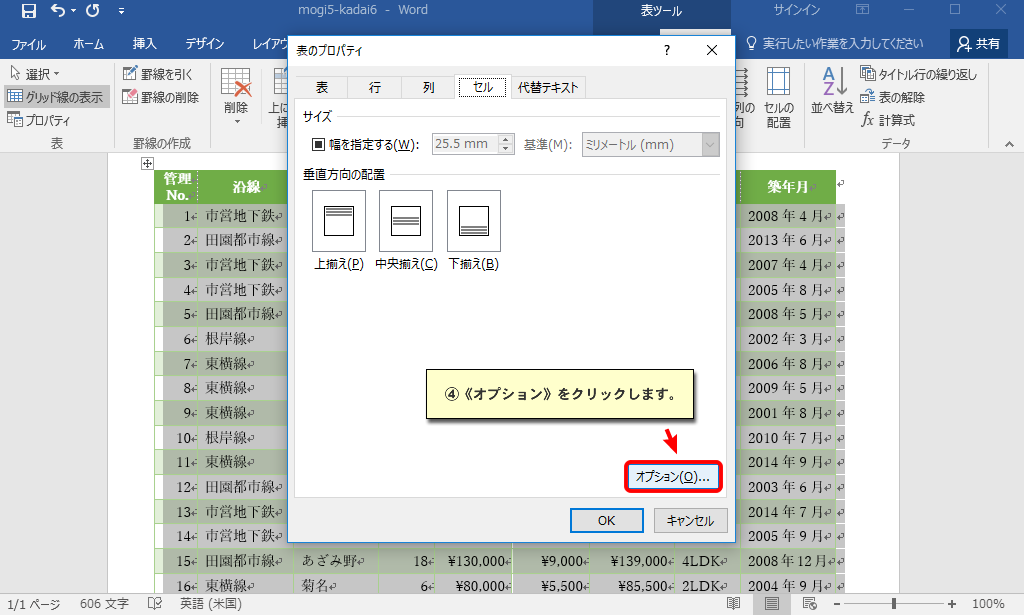 mogi5-kadai6 - Word
表ツール
サインイン
ファイル ホーム 挿入 デザイン レイアウ
実行したい作業を入力してください
共有
選択
グリッド線の表示
プロパティ
表
罫線を引く
罫線の削除
罫線の作成
削除
上に
挿
列の
向
セルの
配置
並べ替え
タイトル行の繰り返し
表の解除
計算式
データ
表のプロパティ
?
表 行 列 セル 代替テキスト
サイズ
幅を指定する(W): 25.5 mm 基準(M): ミリメートル (mm)
垂直方向の配置
上揃え(P) 中央揃え(C) 下揃え(B)
④《オプション》をクリックします。
オプション(O)...
OK キャンセル
管理
No.
沿線 築年月
1 市営地下鉄 2008 年 4 月
2 田園都市線 2013 年 6 月
3 市営地下鉄 2007 年 4 月
4 市営地下鉄 2005 年 8 月
5 田園都市線 2008 年 5 月
6 根岸線 2002 年 3 月
7 東横線 2006 年 8 月
8 東横線 2009 年 5 月
9 東横線 2001 年 8 月
10 根岸線 2010 年 7 月
11 東横線 2014 年 9 月
12 田園都市線 2003 年 6 月
13 市営地下鉄 2014 年 7 月
14 市営地下鉄 2005 年 9 月
15 田園都市線 あざみ野 18 ¥130,000 ¥9,000 ¥139,000 4LDK 2008 年 12 月
16 東横線 菊名 6 ¥80,000 ¥5,500 ¥85,500 2LDK 2004 年 9 月
1/1 ページ 606 文字 英語 (米国) 100%